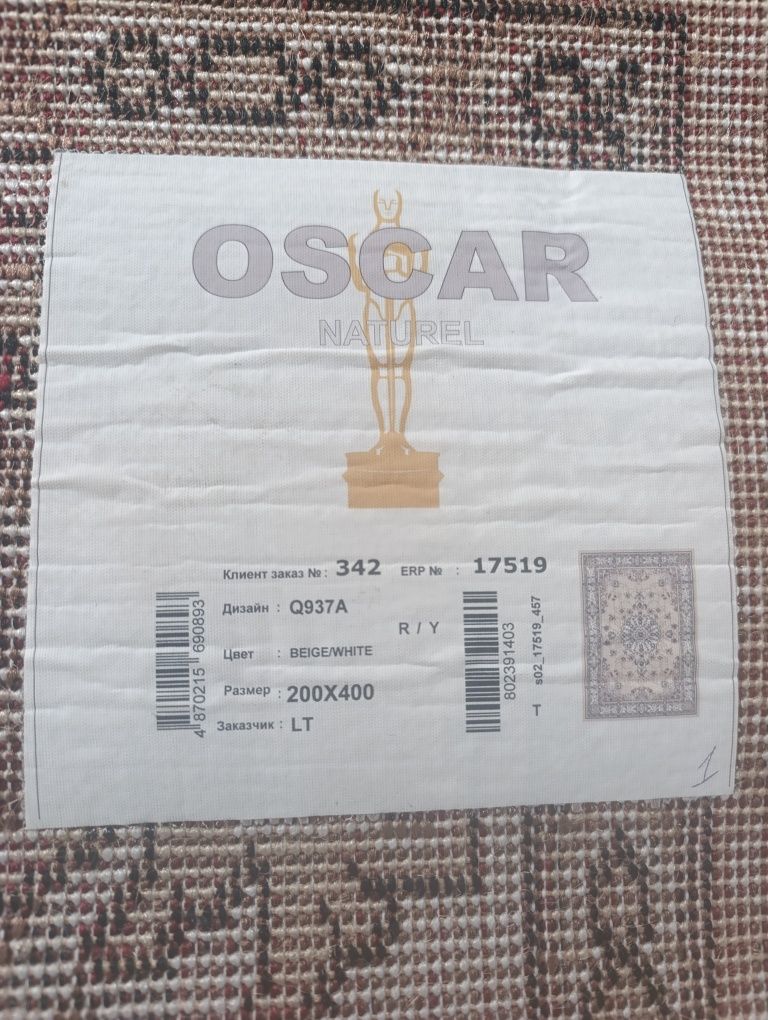 OSCAR
NATUREL
Клиент заказ №: 342 ERP № : 17519
Дизайн : Q937A
R / Y
Цвет : BEIGE/WHITE
Размер : 200X400
Заказчик : LT
4 870215 690893
802391403
s02_17519_457
T
1